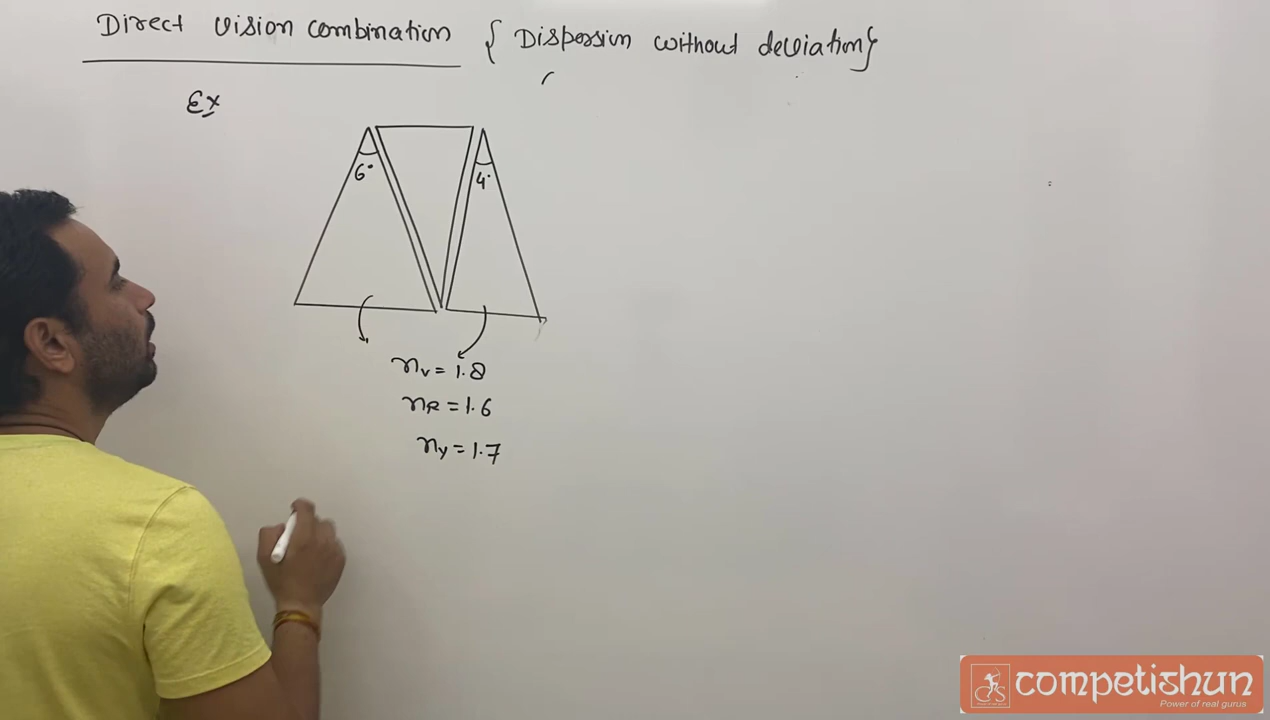 Direct vision combination { Dispersion without deviation}
Ex
6° 4°
nv = 1.8
nR = 1.6
ny = 1.7
competishun
Power of real gurus